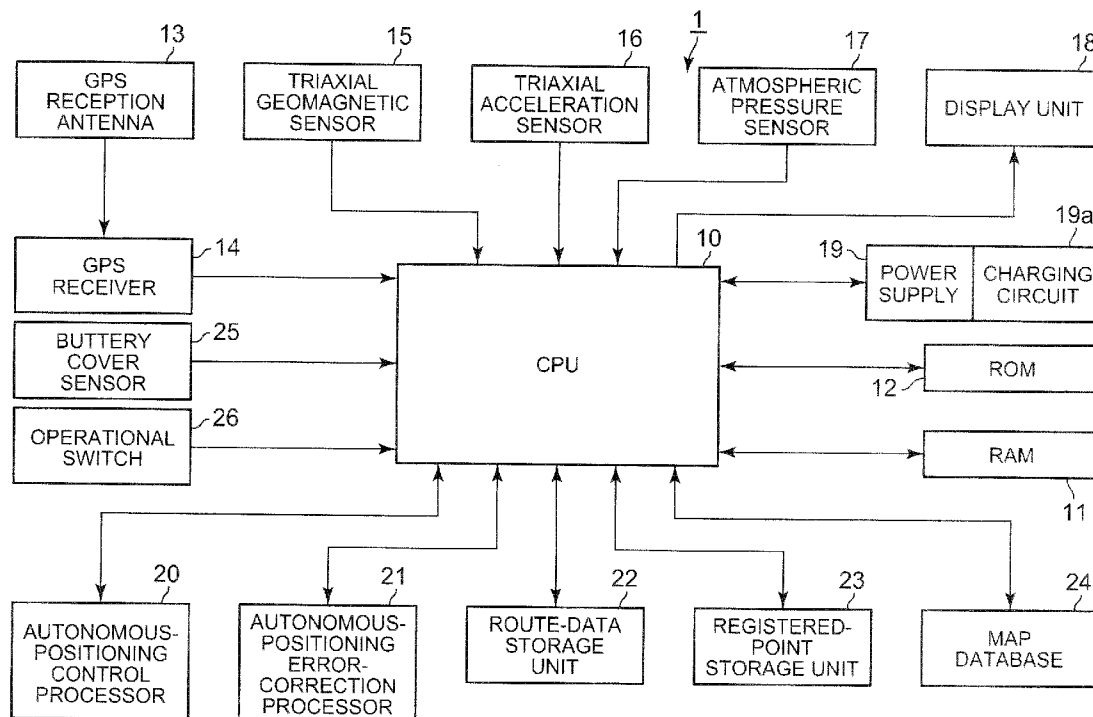 13
GPS
RECEPTION
ANTENNA
15
TRIAXIAL
GEOMAGNETIC
SENSOR
16
TRIAXIAL
ACCELERATION
SENSOR
1
17
ATMOSPHERIC
PRESSURE
SENSOR
18
DISPLAY UNIT
14
GPS
RECEIVER
10
CPU
19
POWER
SUPPLY
19a
CHARGING
CIRCUIT
25
BUTTERY
COVER
SENSOR
12
ROM
26
OPERATIONAL
SWITCH
RAM
11
20
AUTONOMOUS-
POSITIONING
CONTROL
PROCESSOR
21
AUTONOMOUS-
POSITIONING
ERROR-
CORRECTION
PROCESSOR
22
ROUTE-DATA
STORAGE
UNIT
23
REGISTERED-
POINT
STORAGE UNIT
24
MAP
DATABASE